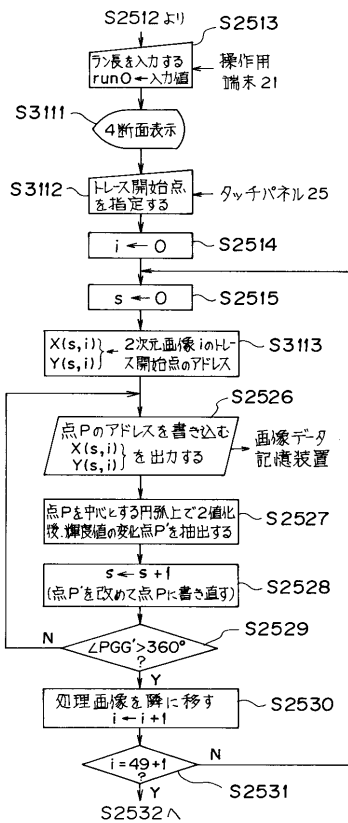 S2512より
S2513
ラン長を入力する
run0←入力値
操作用
端末21
S3111
4断面表示
S3112
トレース開始点
を指定する
タッチパネル25
i ← 0
S2514
s ← 0
S2515
X(s,i)
Y(s,i)
}← 2次元画像iのトレー
ス開始点のアドレス
S3113
S2526
点Pのアドレスを書き込む
X(s,i)
Y(s,i)
}を出力する
画像データ
記憶装置
点Pを中心とする円弧上で2値化
後、輝度値の変化点P'を抽出する
S2527
s ← s+1
(点P'を改めて点Pに書き直す)
S2528
S2529
N
∠PGG'>360°
?
Y
処理画像を隣に移す
i ← i+1
S2530
N
i=49+1
?
S2531
Y
S2532へ